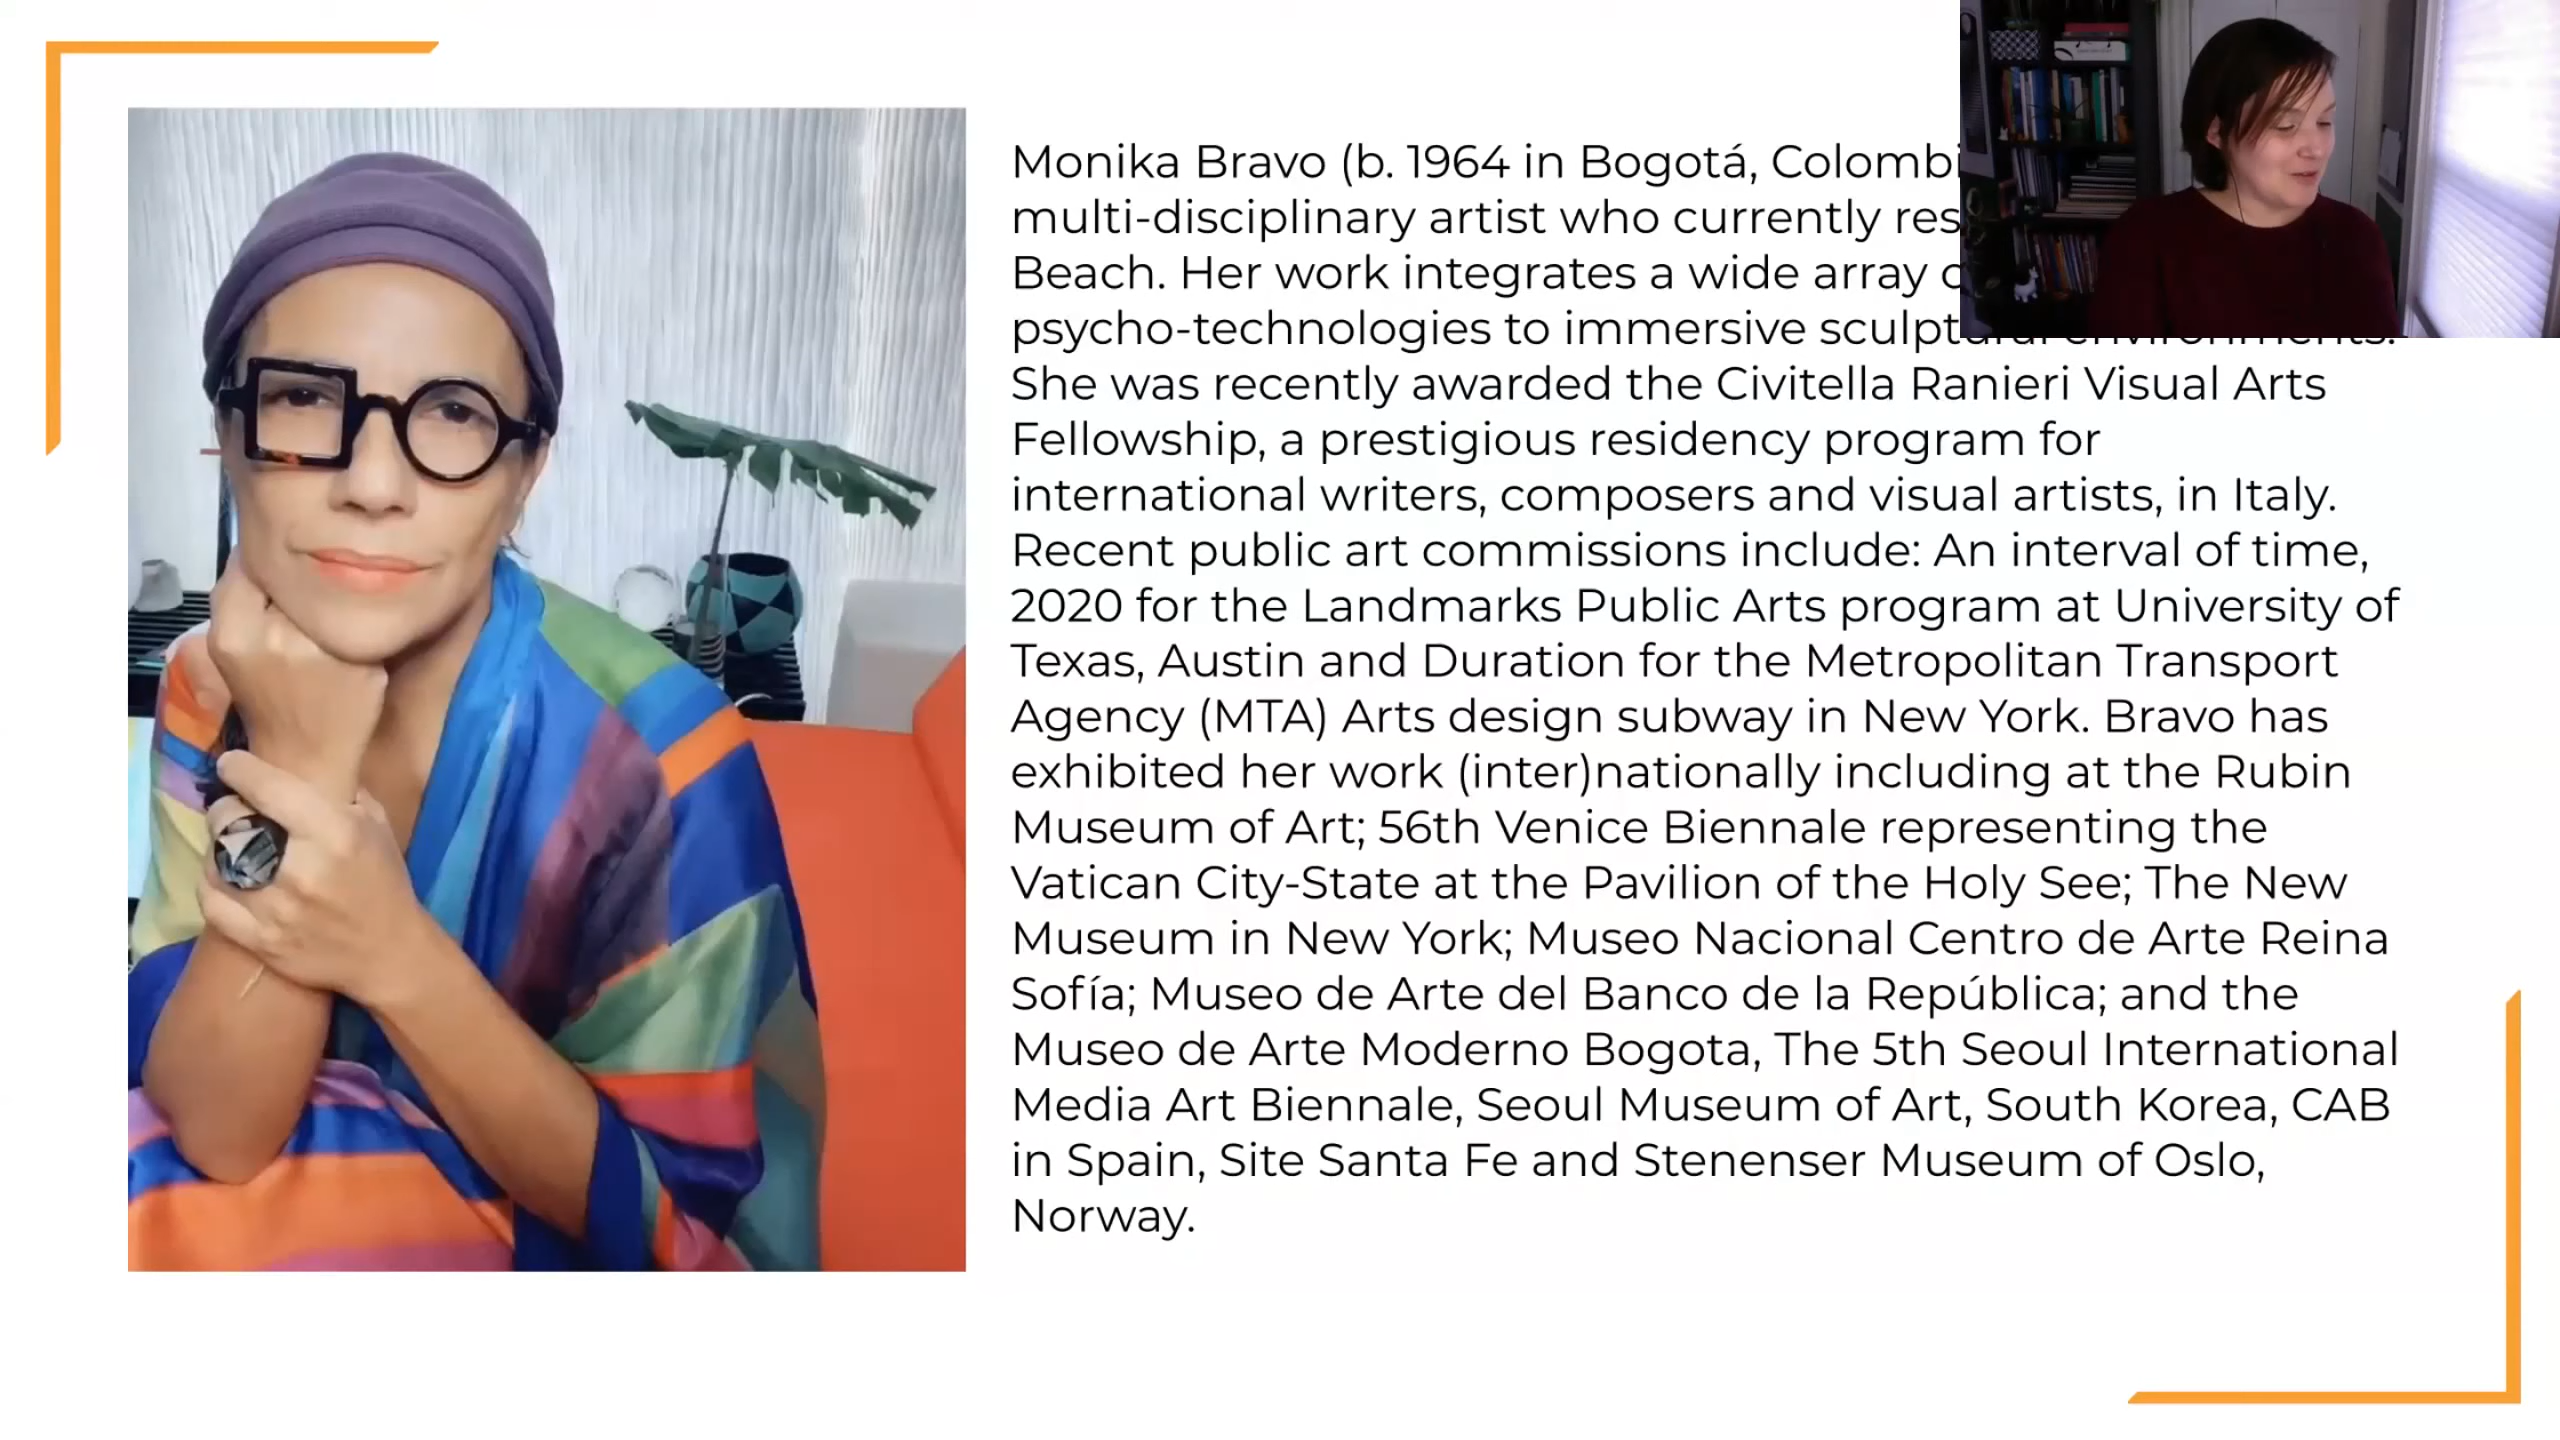 Monika Bravo (b. 1964 in Bogotá,
multi-disciplinary artist who currently
Beach. Her work integrates a wide array
psycho-technologies to immersive sculptural environments.
She was recently awarded the Civitella Ranieri Visual Arts
Fellowship, a prestigious residency program for
international writers, composers and visual artists, in Italy.
Recent public art commissions include: An interval of time,
2020 for the Landmarks Public Arts program at University of
Texas, Austin and Duration for the Metropolitan Transport
Agency (MTA) Arts design subway in New York. Bravo has
exhibited her work (inter)nationally including at the Rubin
Museum of Art; 56th Venice Biennale representing the
Vatican City-State at the Pavilion of the Holy See; The New
Museum in New York; Museo Nacional Centro de Arte Reina
Sofía; Museo de Arte del Banco de la República; and the
Museo de Arte Moderno Bogota, The 5th Seoul International
Media Art Biennale, Seoul Museum of Art, South Korea, CAB
in Spain, Site Santa Fe and Stenenser Museum of Oslo,
Norway.